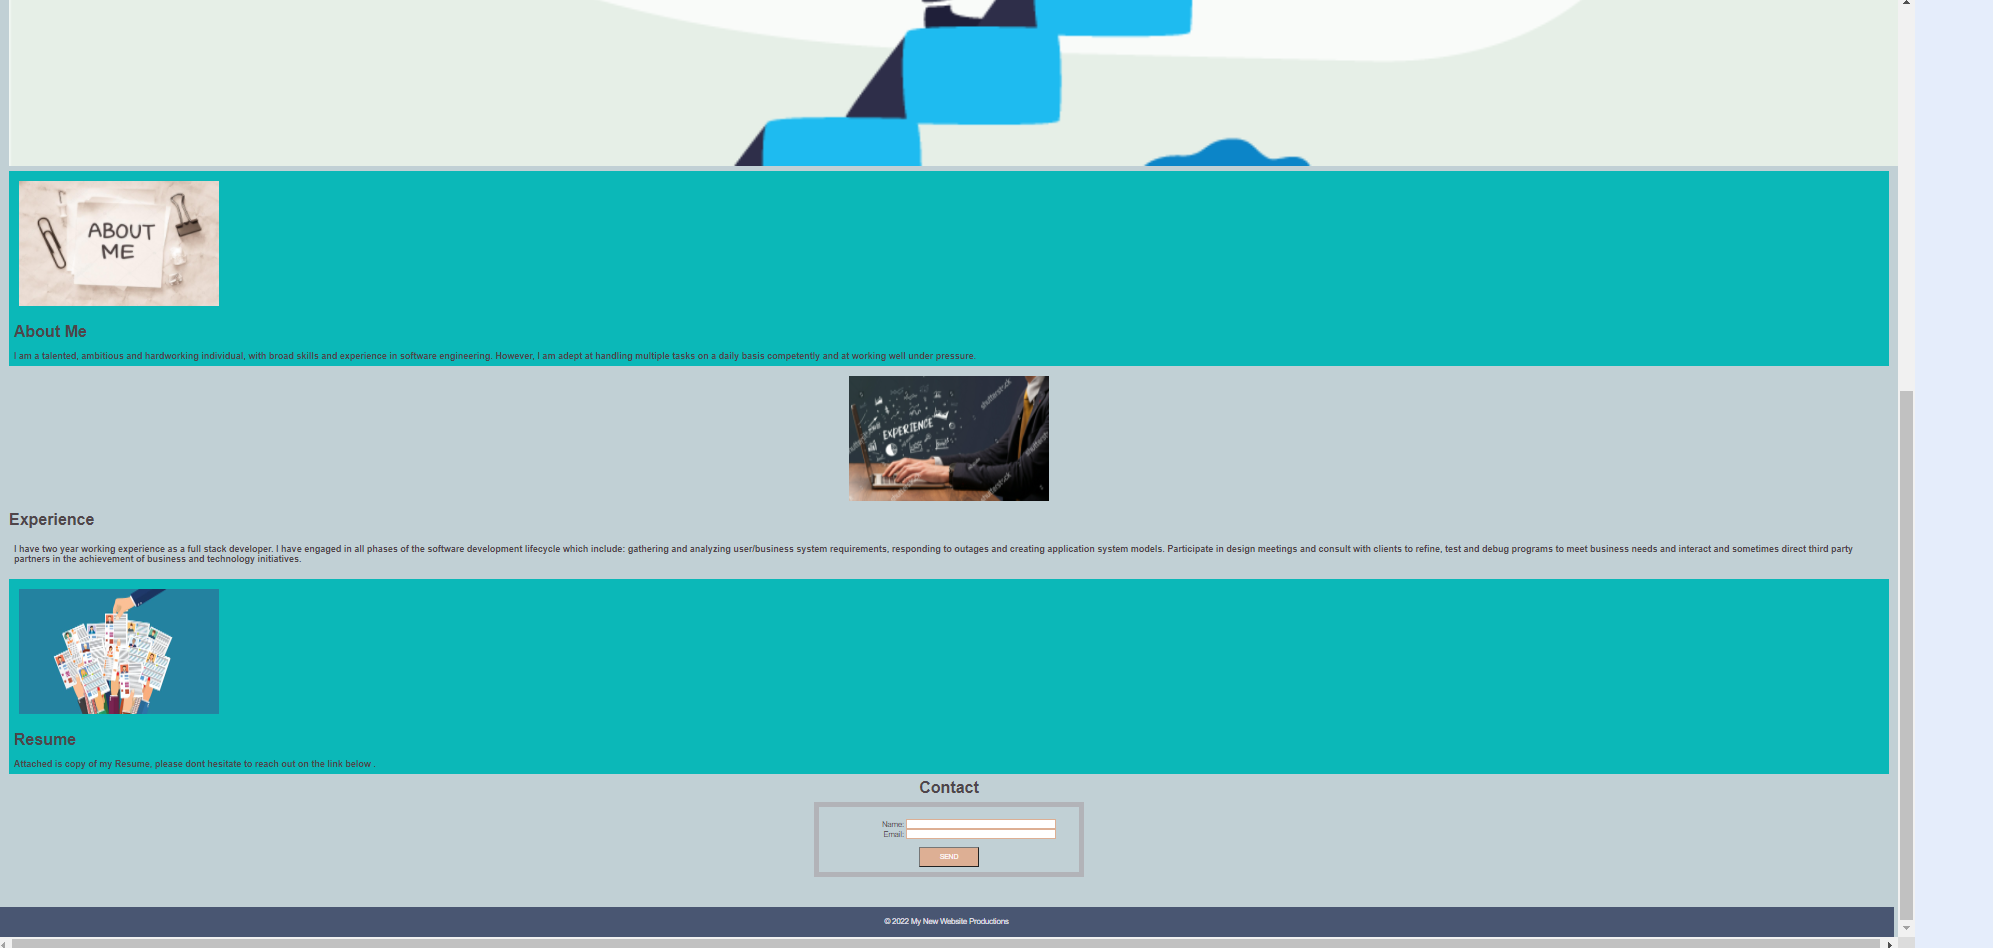 ABOUT
ME
About Me
I am a talented, ambitious and hardworking individual, with broad skills and experience in software engineering. However, I am adept at handling multiple tasks on a daily basis competently and at working well under pressure.
shutterstock
EXPERIENCE
shutterstock
shutterstock
Experience
I have two year working experience as a full stack developer. I have engaged in all phases of the software development lifecycle which include: gathering and analyzing user/business system requirements, responding to outages and creating application system models. Participate in design meetings and consult with clients to refine, test and debug programs to meet business needs and interact and sometimes direct third party
partners in the achievement of business and technology initiatives.
Resume
Attached is copy of my Resume, please dont hesitate to reach out on the link below .
Contact
Name:
Email:
SEND
© 2022 My New Website Productions